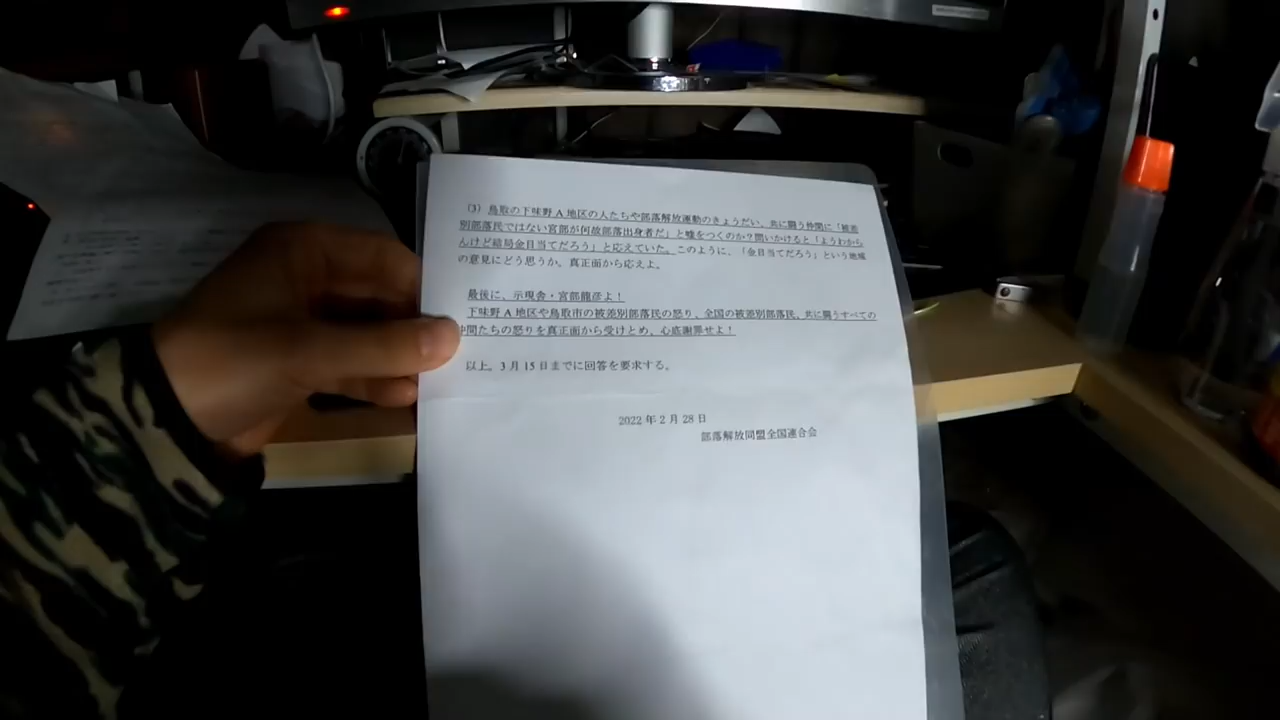 (3) 鳥取の下味野A地区の人たちや部落解放運動のきょうだい、共に闘う仲間に「被差
別部落民ではない宮部が何故部落出身者だ」と嘘をつくのか？問いかけると「ようわから
んけど結局金目当てだろう」と応えていた。このように、「金目当てだろう」という地域
の意見にどう思うか。真正面から応えよ。
最後に、示現舎・宮部龍彦よ！
下味野A地区や鳥取市の被差別部落民の怒り、全国の被差別部落民、共に闘うすべての
仲間たちの怒りを真正面から受けとめ、心底謝罪せよ！
以上。3月15日までに回答を要求する。
2022年2月28日
部落解放同盟全国連合会